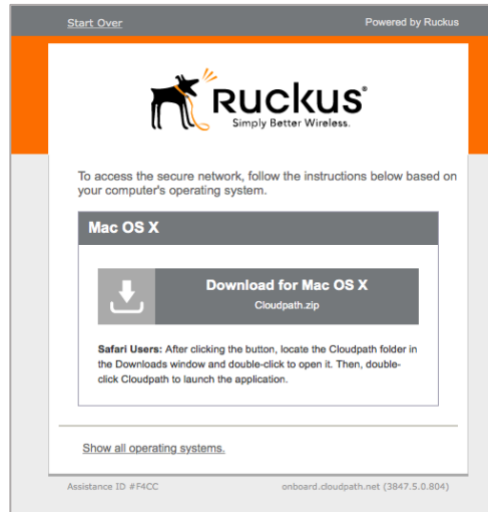 Start Over
Powered by Ruckus
Ruckus®
Simply Better Wireless.
To access the secure network, follow the instructions below based on
your computer's operating system.
Mac OS X
Download for Mac OS X
Cloudpath.zip
Safari Users: After clicking the button, locate the Cloudpath folder in
the Downloads window and double-click to open it. Then, double-
click Cloudpath to launch the application.
Show all operating systems.
Assistance ID #F4CC
onboard.cloudpath.net (3847.5.0.804)